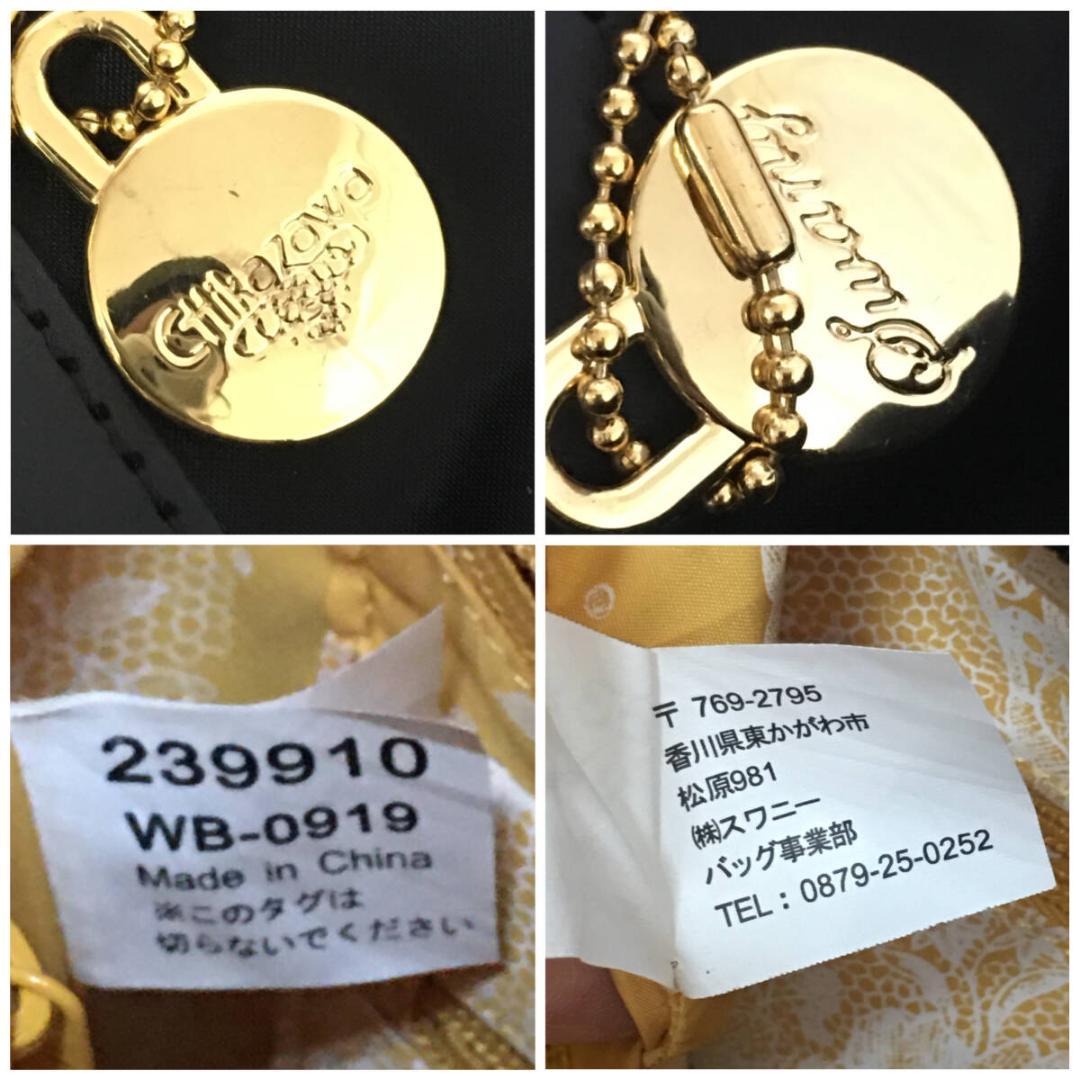 Chikazawa
Swany
239910
WB-0919
Made in China
※このタグは
切らないでください
〒 769-2795
香川県東かがわ市
松原981
㈱スワニー
バッグ事業部
TEL : 0879-25-0252